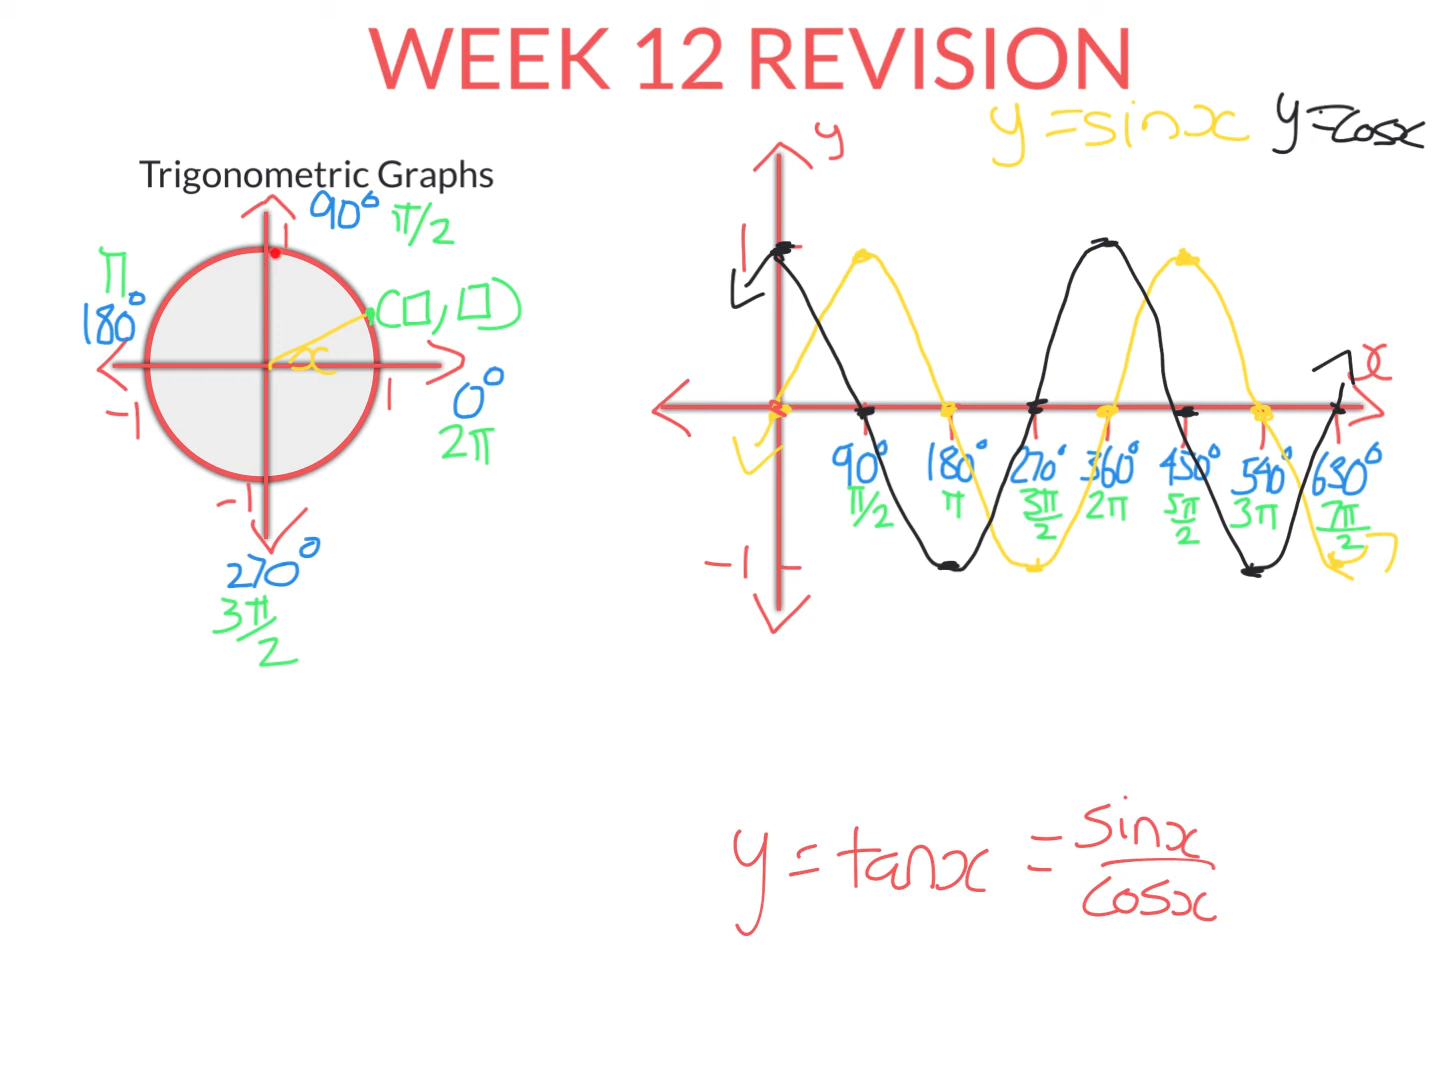 WEEK 12 REVISION
y = sinx y = cosx
y
Trigonometric Graphs
90° π/2
1
π
180°
(□, □)
x
-1
1
0°
2π
-1
270°
3π/2
1
x
90° 180° 270° 360° 450° 540° 630°
π/2 π 3π/2 2π 5π/2 3π 7π/2
-1
y = tanx = sinx/cosx